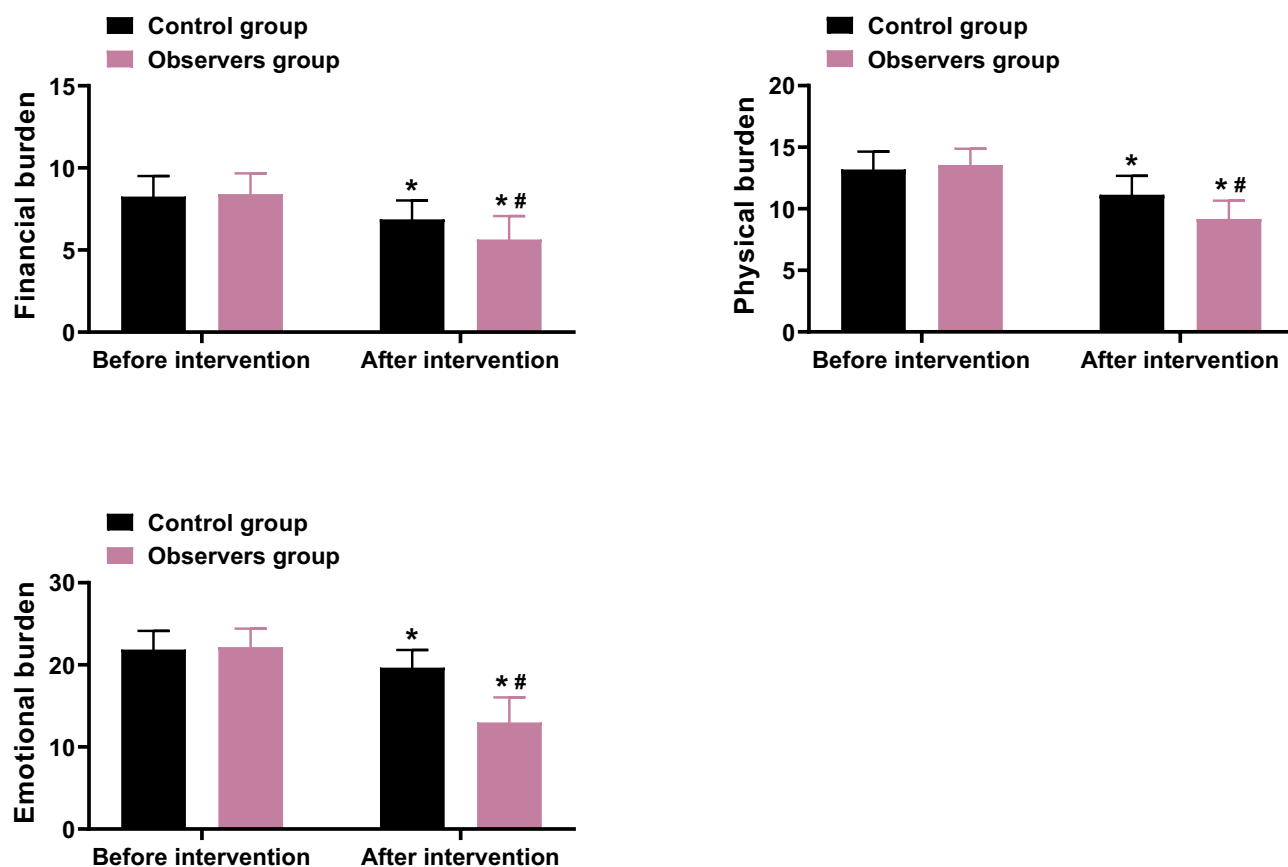 Control group
Observers group
Financial burden
15
10
5
0
*
* #
Before intervention
After intervention
Control group
Observers group
Physical burden
20
15
10
5
0
*
* #
Before intervention
After intervention
Control group
Observers group
Emotional burden
30
20
10
0
*
* #
Before intervention
After intervention